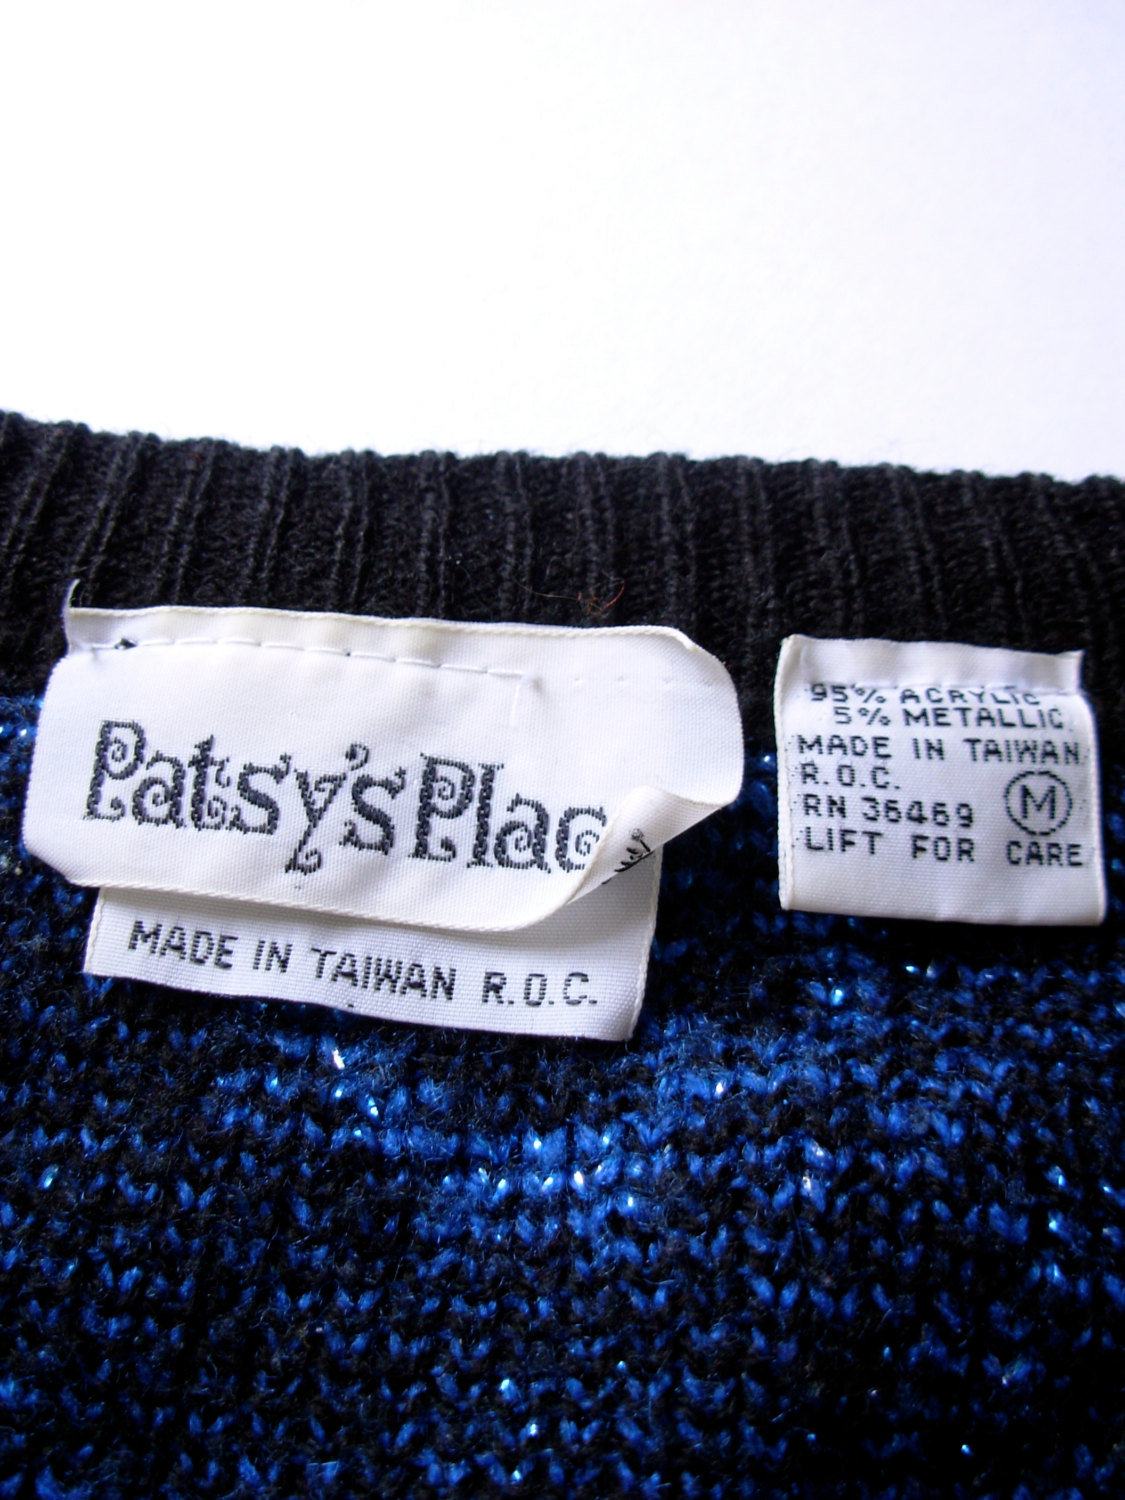 Patsy's Plac
MADE IN TAIWAN R.O.C.
95% ACRYLIC
5% METALLIC
MADE IN TAIWAN
R.O.C.
RN 36469
M
LIFT FOR CARE